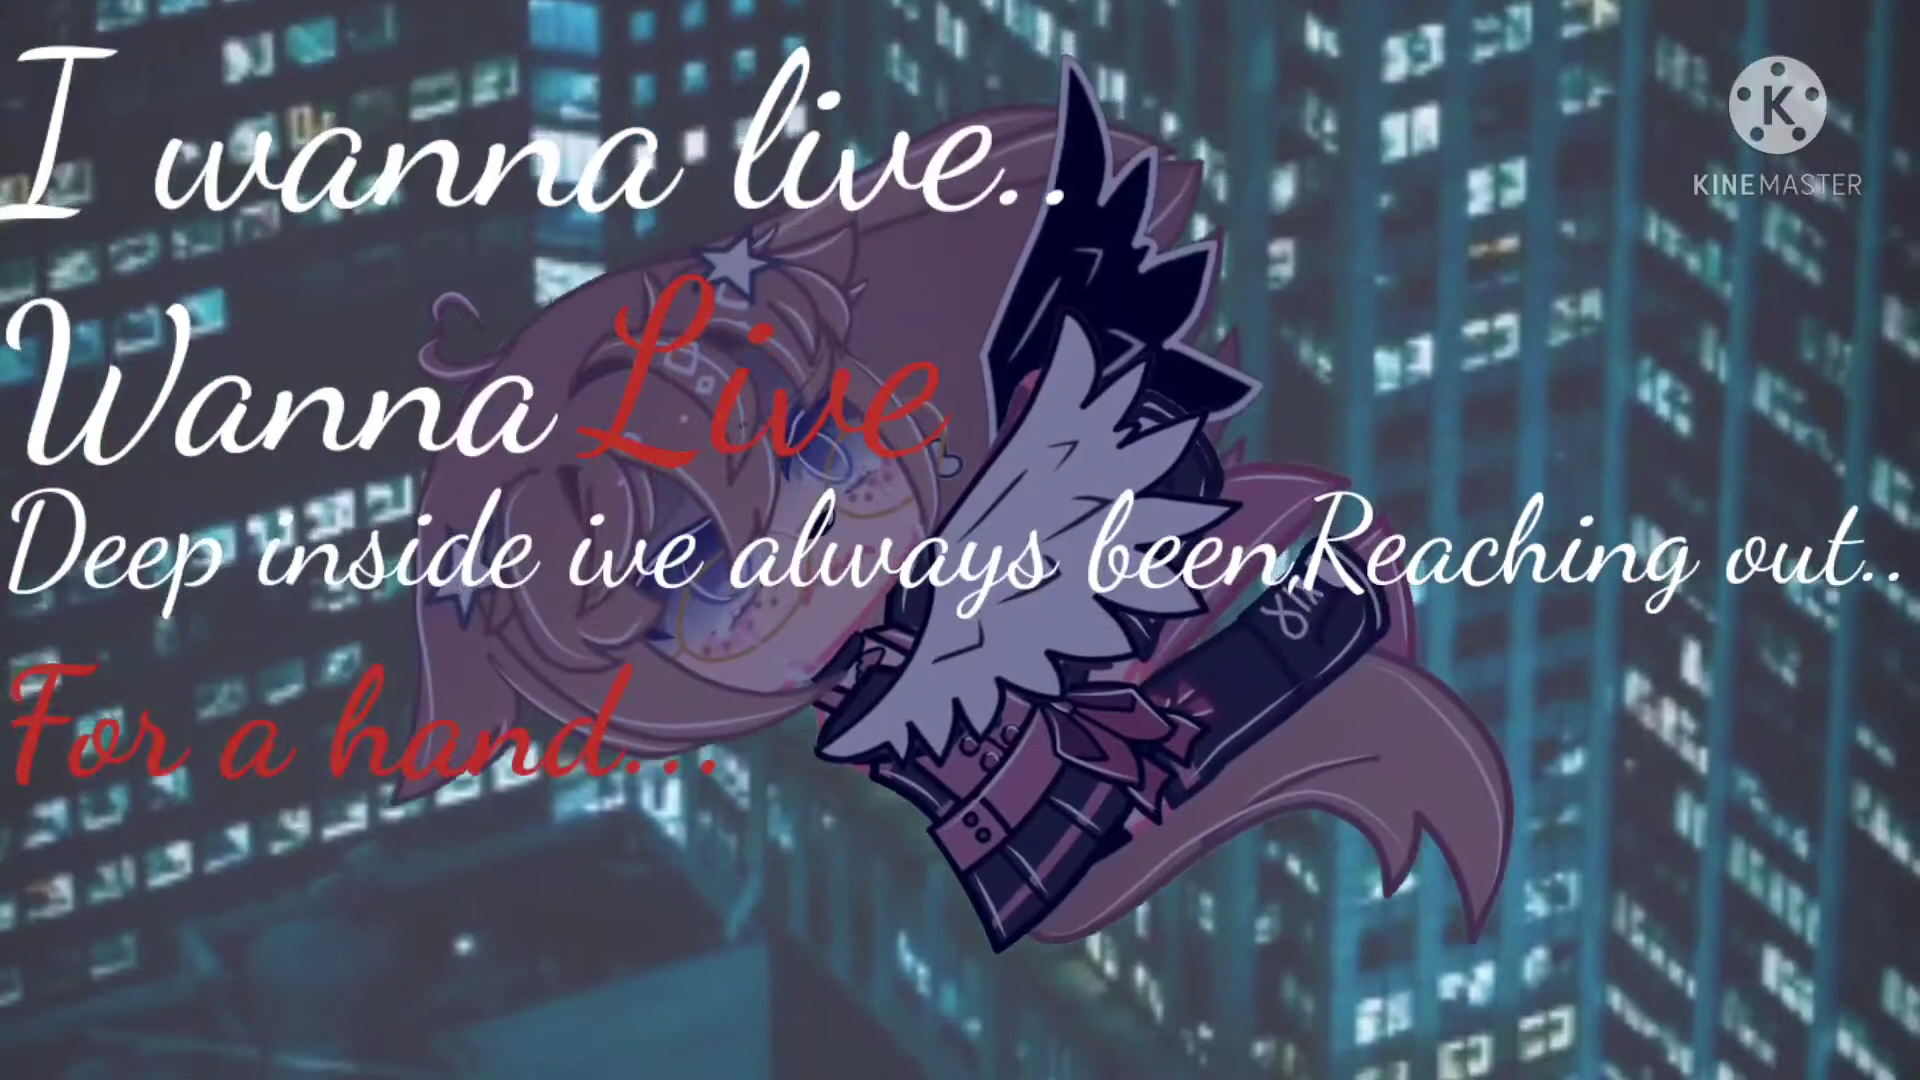 I wanna live..
Wanna Live
Deep inside ive always been,Reaching out..
For a hand...
K
KINEMASTER